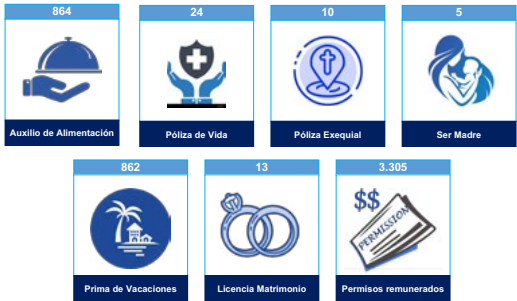 864
24
10
5
Auxilio de Alimentación
Póliza de Vida
Póliza Exequial
Ser Madre
862
13
3.305
$$
PERMISSION
Prima de Vacaciones
Licencia Matrimonio
Permisos remunerados